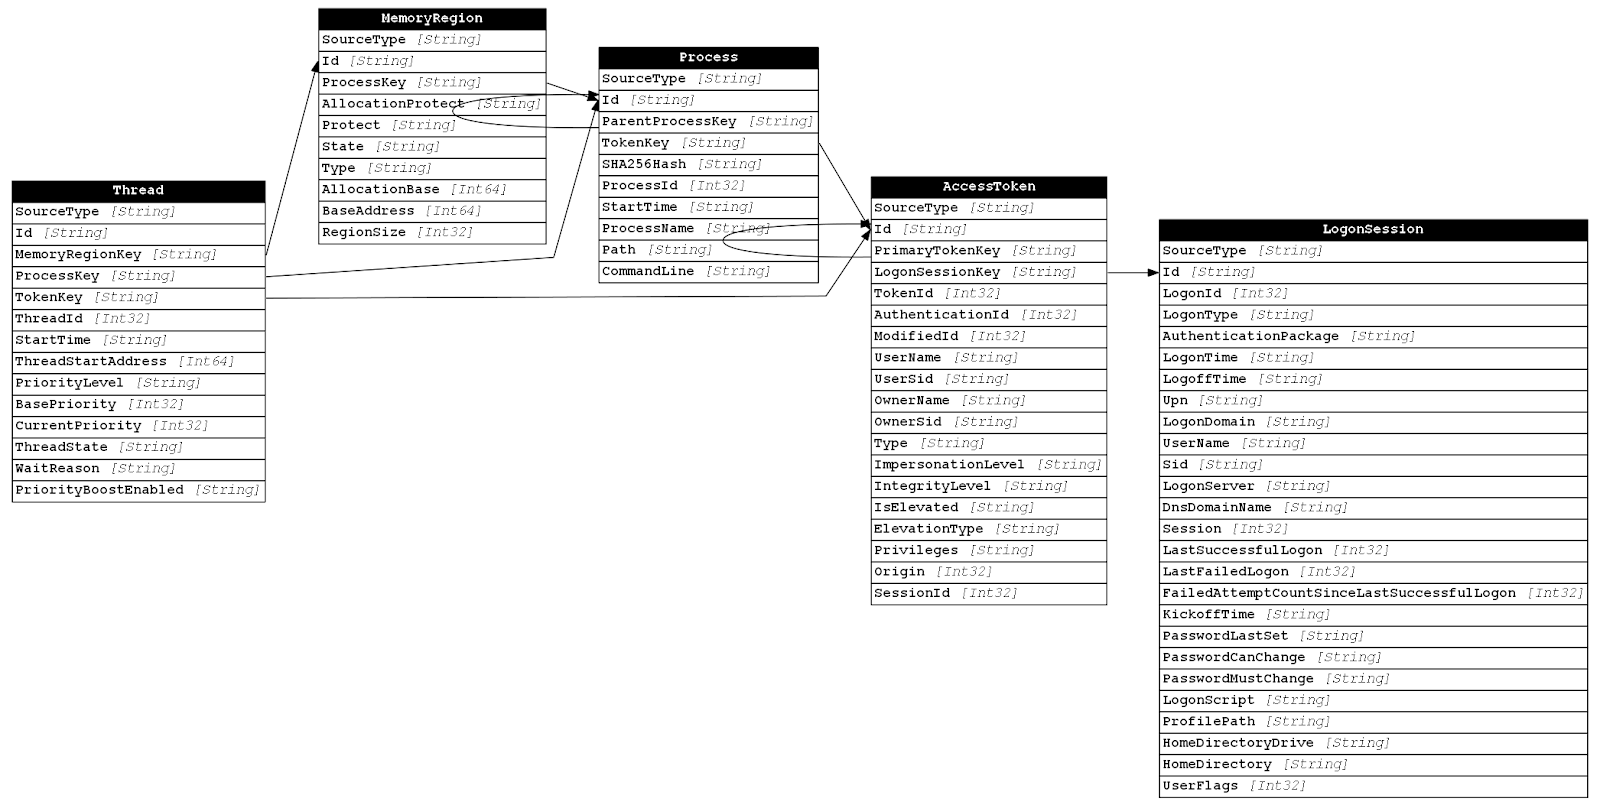 MemoryRegion
SourceType [String]
Id [String]
ProcessKey [String]
AllocationProtect [String]
Protect [String]
State [String]
Type [String]
AllocationBase [Int64]
BaseAddress [Int64]
RegionSize [Int32]
Process
SourceType [String]
Id [String]
ParentProcessKey [String]
TokenKey [String]
SHA256Hash [String]
ProcessId [Int32]
StartTime [String]
ProcessName [String]
Path [String]
CommandLine [String]
Thread
SourceType [String]
Id [String]
MemoryRegionKey [String]
ProcessKey [String]
TokenKey [String]
ThreadId [Int32]
StartTime [String]
ThreadStartAddress [Int64]
PriorityLevel [String]
BasePriority [Int32]
CurrentPriority [Int32]
ThreadState [String]
WaitReason [String]
PriorityBoostEnabled [String]
AccessToken
SourceType [String]
Id [String]
PrimaryTokenKey [String]
LogonSessionKey [String]
TokenId [Int32]
AuthenticationId [Int32]
ModifiedId [Int32]
UserName [String]
UserSid [String]
OwnerName [String]
OwnerSid [String]
Type [String]
ImpersonationLevel [String]
IntegrityLevel [String]
IsElevated [String]
ElevationType [String]
Privileges [String]
Origin [Int32]
SessionId [Int32]
LogonSession
SourceType [String]
Id [String]
LogonId [Int32]
LogonType [String]
AuthenticationPackage [String]
LogonTime [String]
LogoffTime [String]
Upn [String]
LogonDomain [String]
UserName [String]
Sid [String]
LogonServer [String]
DnsDomainName [String]
Session [Int32]
LastSuccessfulLogon [Int32]
LastFailedLogon [Int32]
FailedAttemptCountSinceLastSuccessfulLogon [Int32]
KickoffTime [String]
PasswordLastSet [String]
PasswordCanChange [String]
PasswordMustChange [String]
LogonScript [String]
ProfilePath [String]
HomeDirectoryDrive [String]
HomeDirectory [String]
UserFlags [Int32]